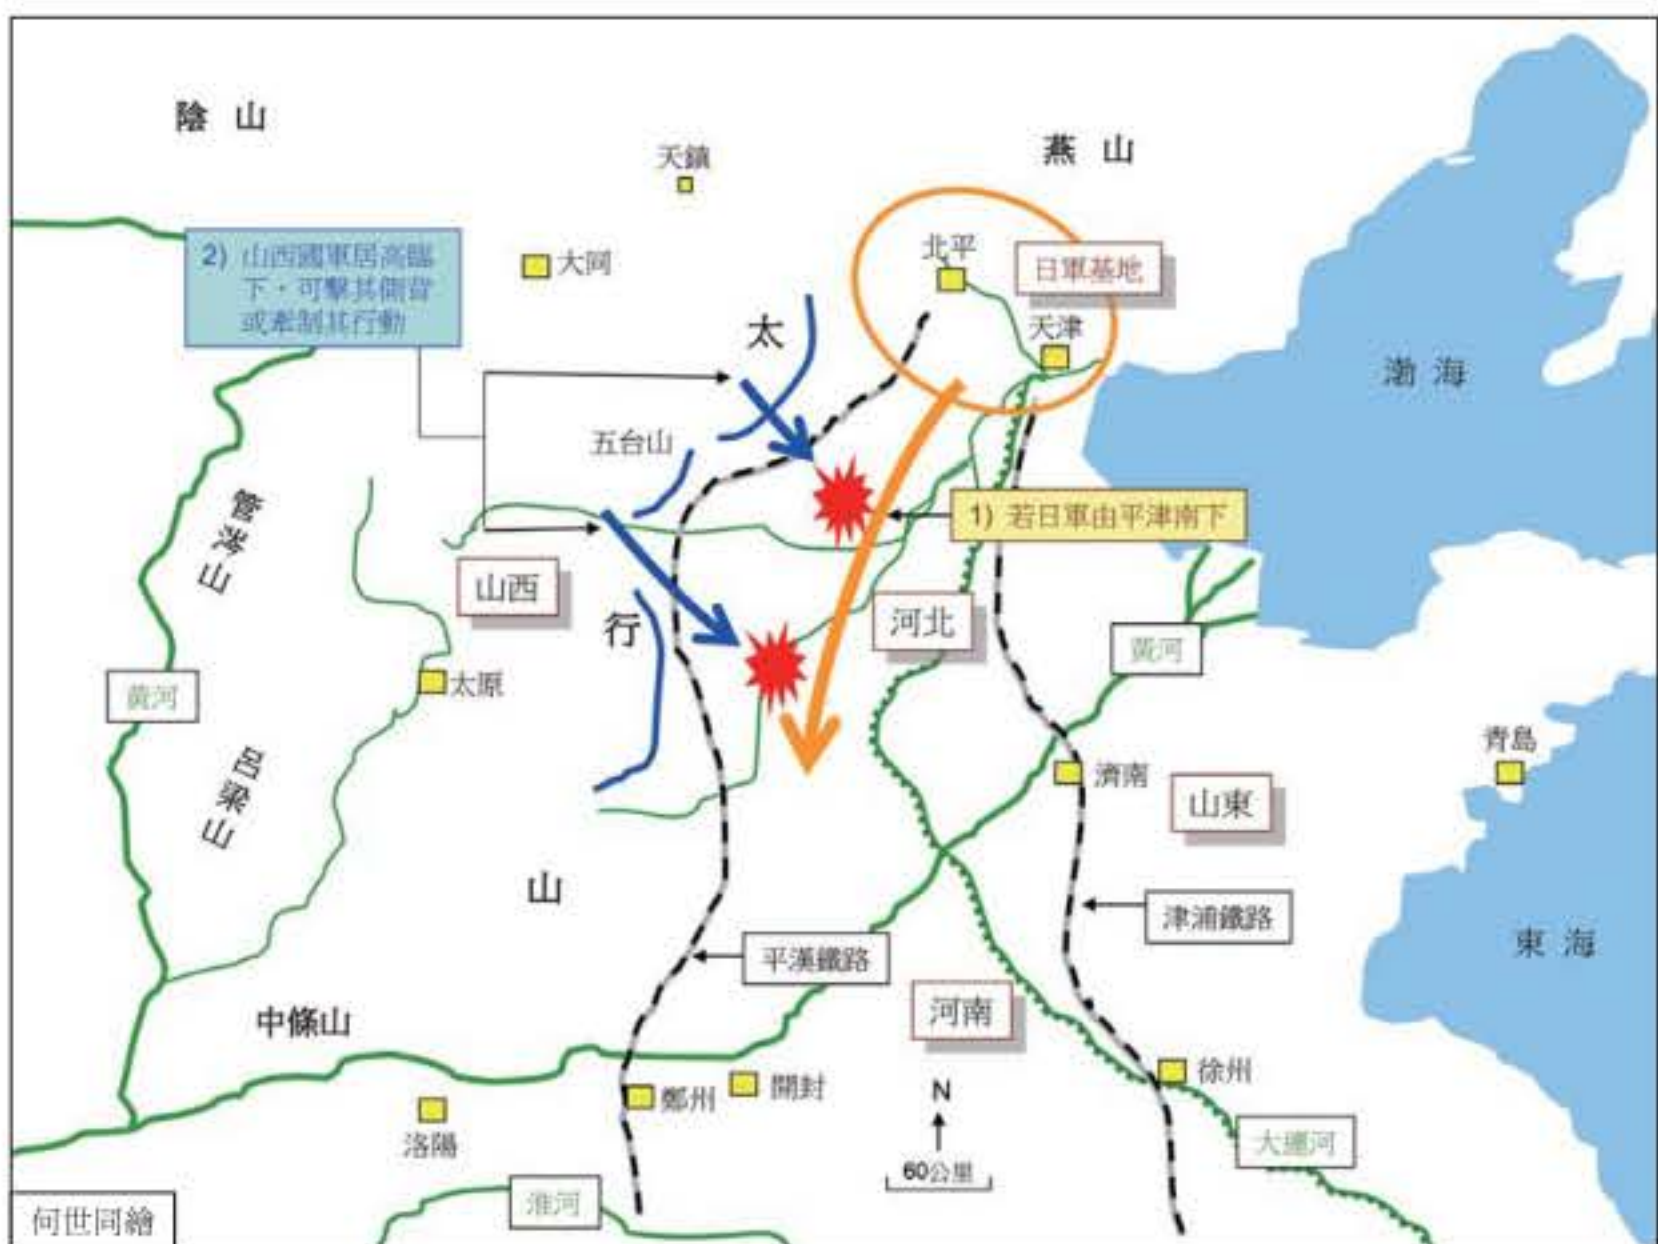 陰 山
燕 山
天鎮
2) 山西國軍居高臨
下,可擊其側背
或牽制其行動
大同
北平
日軍基地
天津
太
渤 海
五台山
管涔山
1) 若日軍由平津南下
山西
行
河北
黃河
黃河
太原
青島
濟南
呂梁山
山東
山
津浦鐵路
平漢鐵路
東 海
河南
中條山
徐州
N
開封
鄭州
洛陽
60公里
大運河
淮河
何世同繪